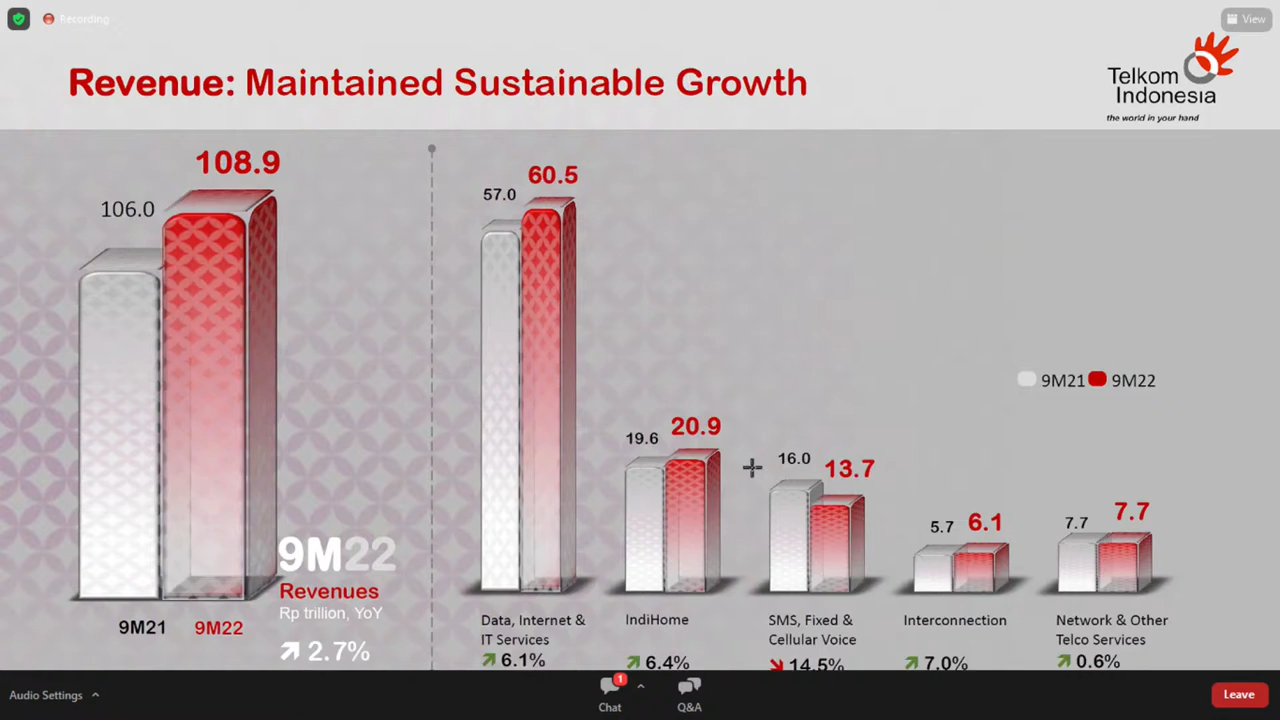 Recording
View
Revenue: Maintained Sustainable Growth
Telkom
Indonesia
the world in your hand
108.9
106.0
9M21
9M22
9M22
Revenues
Rp trillion, YoY
2.7%
57.0
60.5
19.6
20.9
16.0
13.7
5.7
6.1
7.7
7.7
9M21
9M22
Data, Internet &
IT Services
6.1%
IndiHome
6.4%
SMS, Fixed &
Cellular Voice
14.5%
Interconnection
7.0%
Network & Other
Telco Services
0.6%
Audio Settings
1
Chat
Q&A
Leave